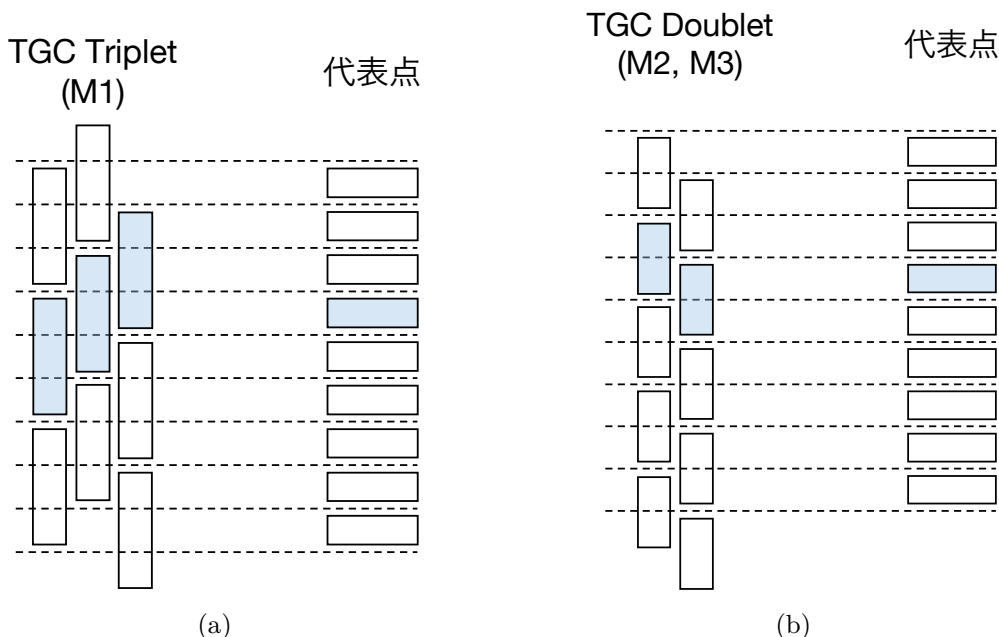 TGC Triplet
(M1)
代表点
TGC Doublet
(M2, M3)
代表点
(a)
(b)